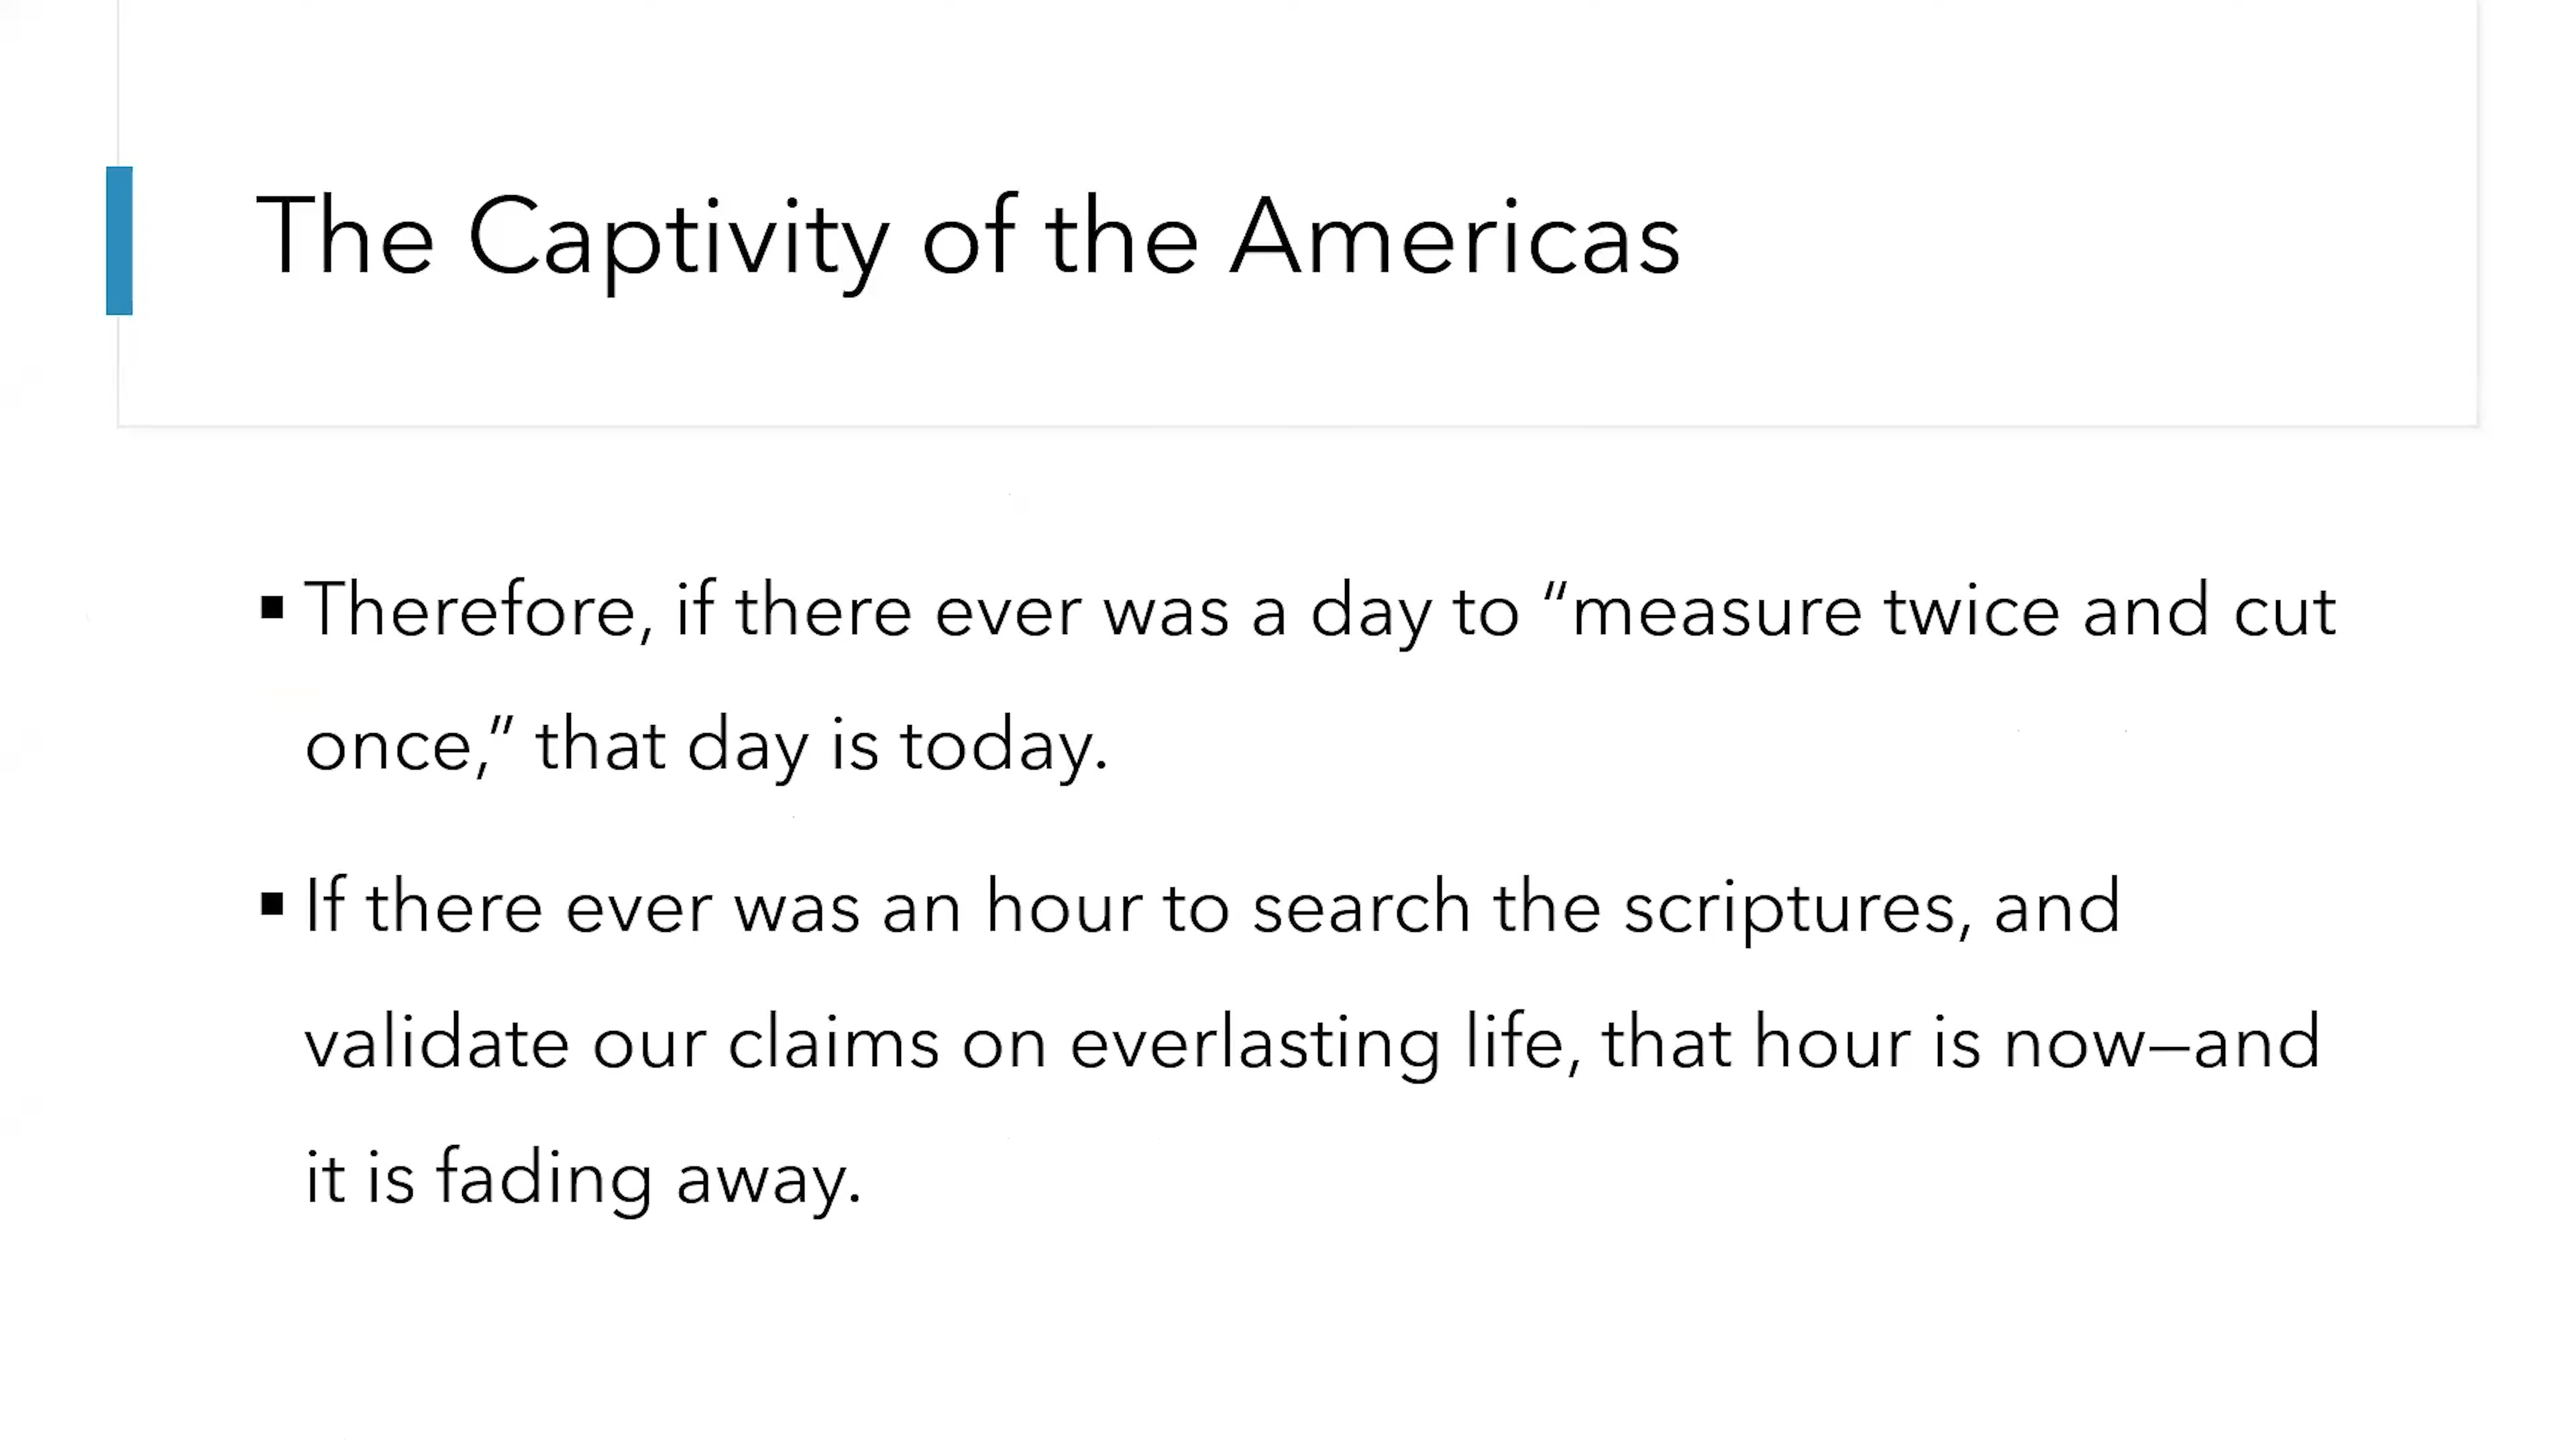 The Captivity of the Americas
▪ Therefore, if there ever was a day to “measure twice and cut
once,” that day is today.
▪ If there ever was an hour to search the scriptures, and
validate our claims on everlasting life, that hour is now—and
it is fading away.